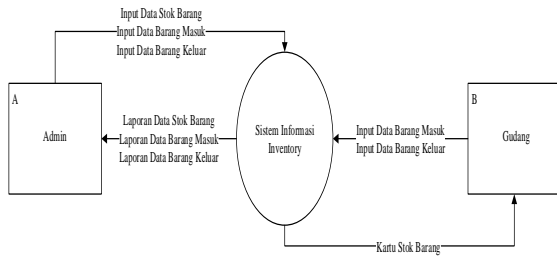 Input Data Stok Barang
Input Data Barang Masuk
Input Data Barang Keluar
A
Admin
Laporan Data Stok Barang
Laporan Data Barang Masuk
Laporan Data Barang Keluar
Sistem Informasi
Inventory
Input Data Barang Masuk
Input Data Barang Keluar
B
Gudang
Kartu Stok Barang